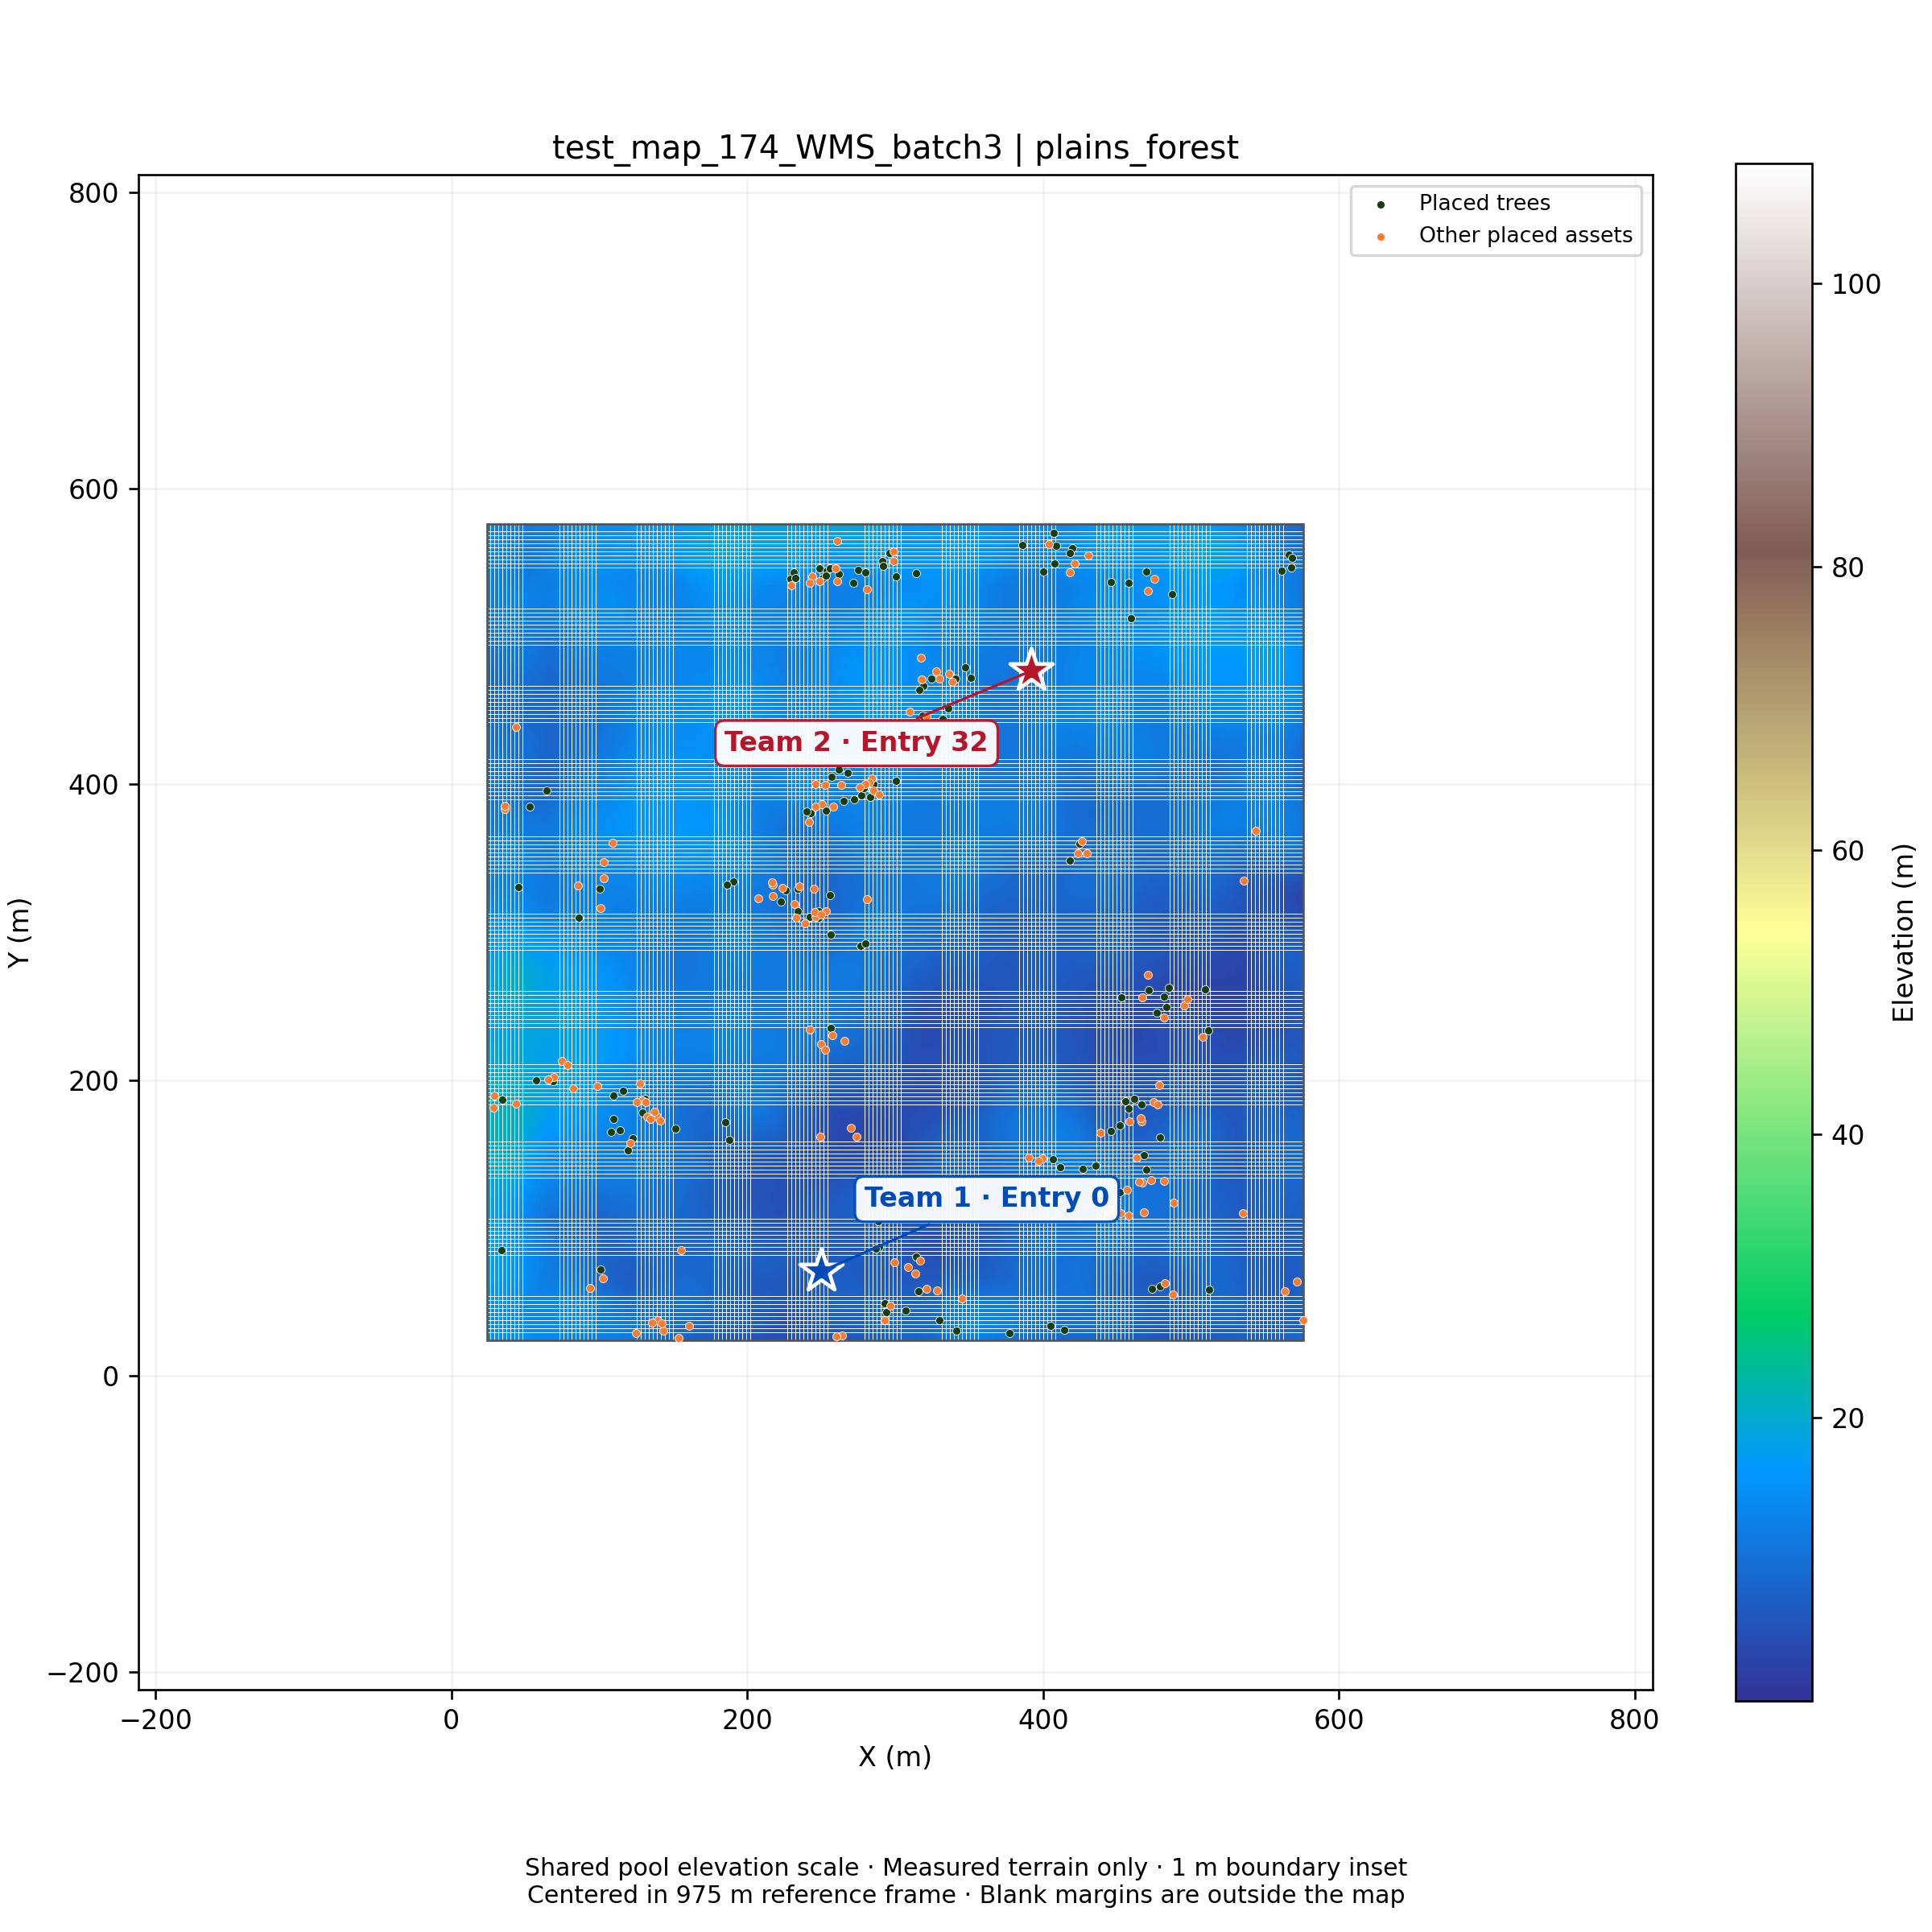 test_map_174_WMS_batch3 | plains_forest
Placed trees
Other placed assets
800
600
400
200
0
−200
−200
0
200
400
600
800
X (m)
Y (m)
Team 2 · Entry 32
Team 1 · Entry 0
100
80
60
40
20
Elevation (m)
Shared pool elevation scale · Measured terrain only · 1 m boundary inset
Centered in 975 m reference frame · Blank margins are outside the map